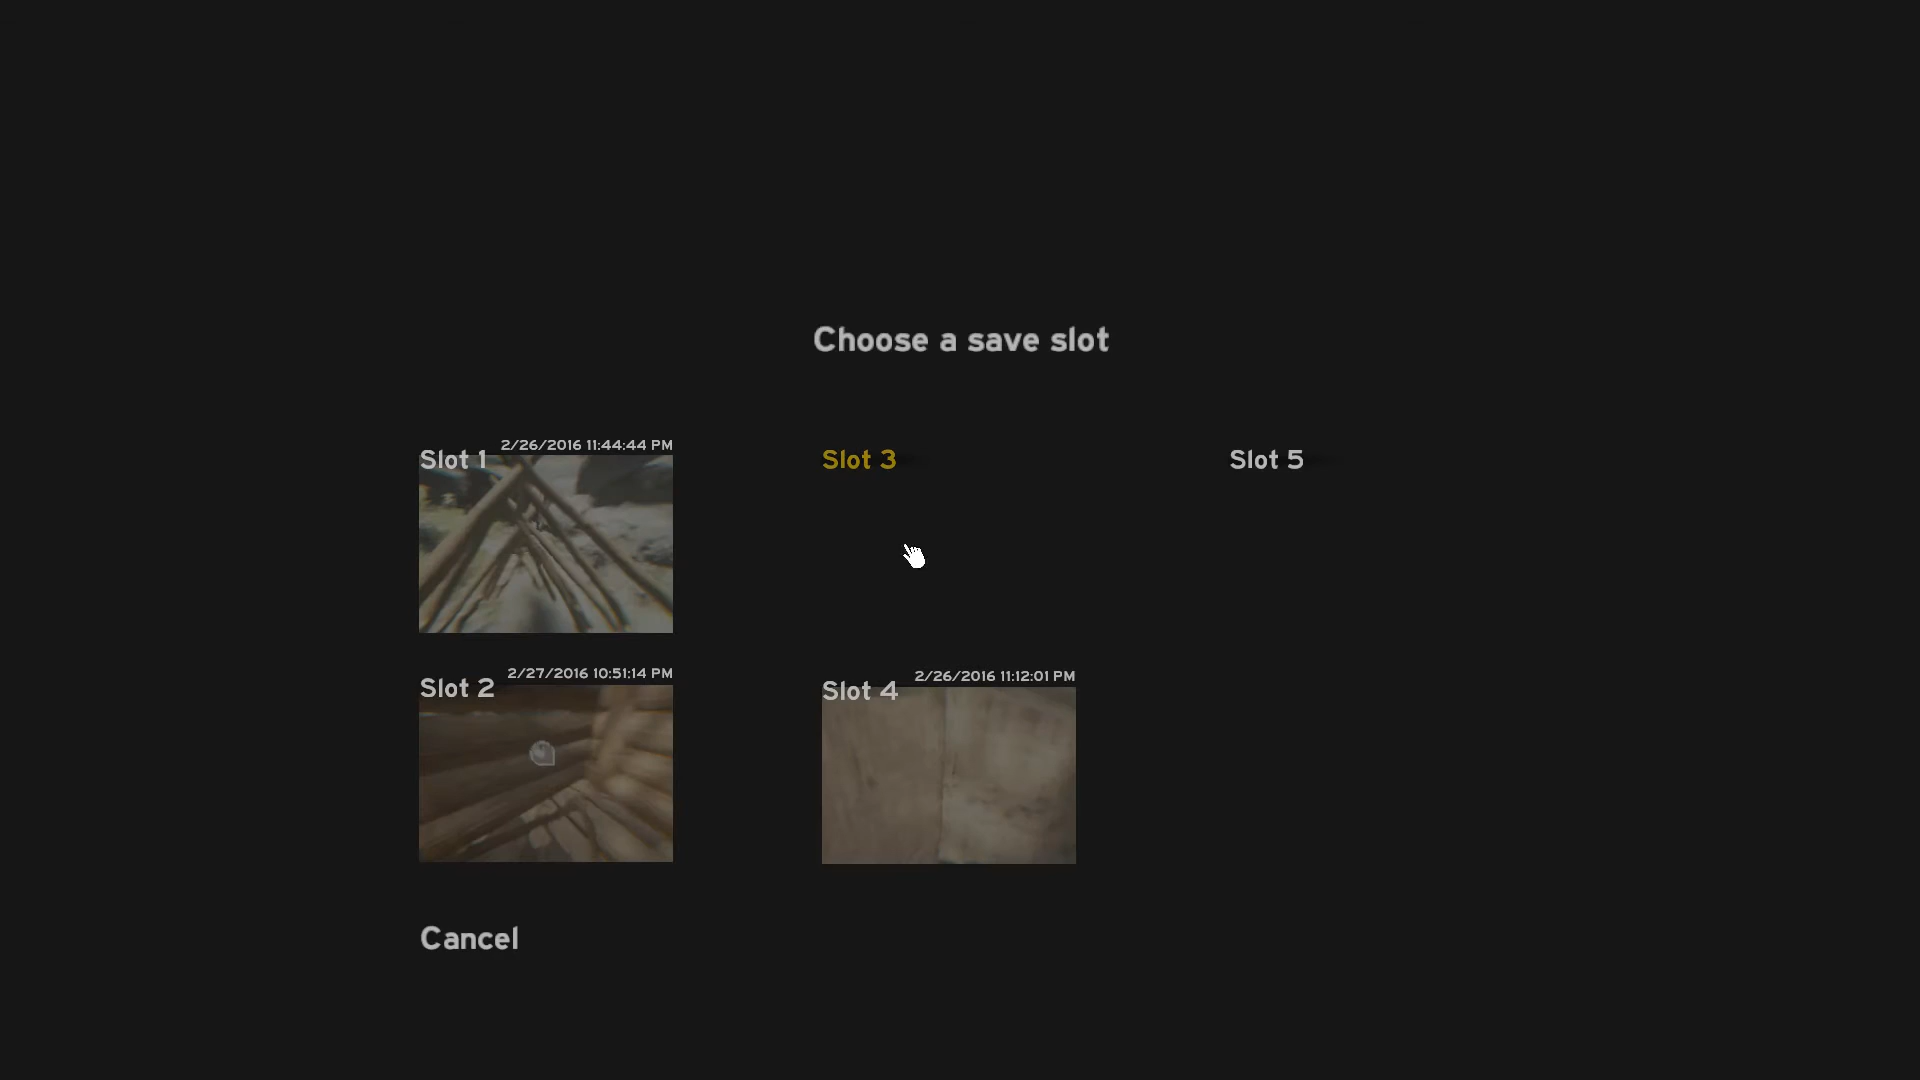 Choose a save slot
Slot 1 2/26/2016 11:44:44 PM
Slot 3
Slot 5
Slot 2 2/27/2016 10:51:14 PM
Slot 4 2/26/2016 11:12:01 PM
Cancel